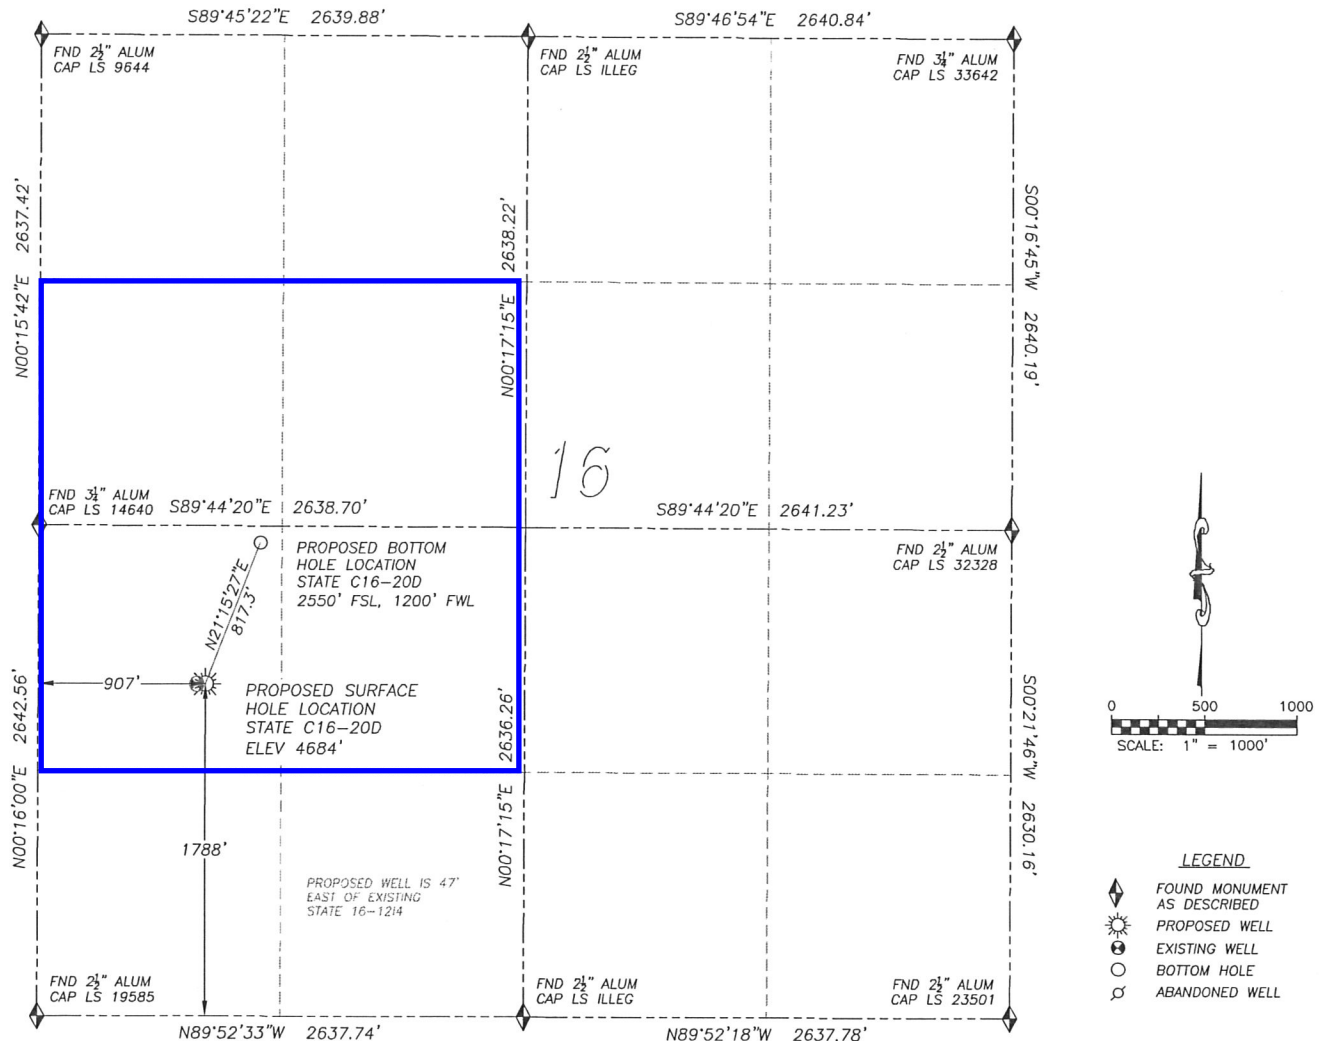 S89°45'22"E 2639.88'
S89°46'54"E 2640.84'
FND 2½" ALUM
CAP LS 9644
FND 2½" ALUM
CAP LS ILLEG
FND 3¼" ALUM
CAP LS 33642
N00°15'42"E 2637.42'
N00°17'15"E 2638.22'
S00°16'45"W 2640.19'
16
FND 3¼" ALUM
CAP LS 14640
S89°44'20"E 2638.70'
S89°44'20"E 2641.23'
FND 2½" ALUM
CAP LS 32328
PROPOSED BOTTOM
HOLE LOCATION
STATE C16-20D
2550' FSL, 1200' FWL
N21°15'27"E
817.3'
907'
PROPOSED SURFACE
HOLE LOCATION
STATE C16-20D
ELEV 4684'
N00°16'00"E 2642.56'
N00°17'15"E 2636.26'
S00°21'46"W 2630.16'
0 500 1000
SCALE: 1" = 1000'
1788'
PROPOSED WELL IS 47'
EAST OF EXISTING
STATE 16-1214
LEGEND
FOUND MONUMENT
AS DESCRIBED
PROPOSED WELL
EXISTING WELL
BOTTOM HOLE
ABANDONED WELL
FND 2½" ALUM
CAP LS 19585
FND 2½" ALUM
CAP LS ILLEG
FND 2½" ALUM
CAP LS 23501
N89°52'33"W 2637.74'
N89°52'18"W 2637.78'